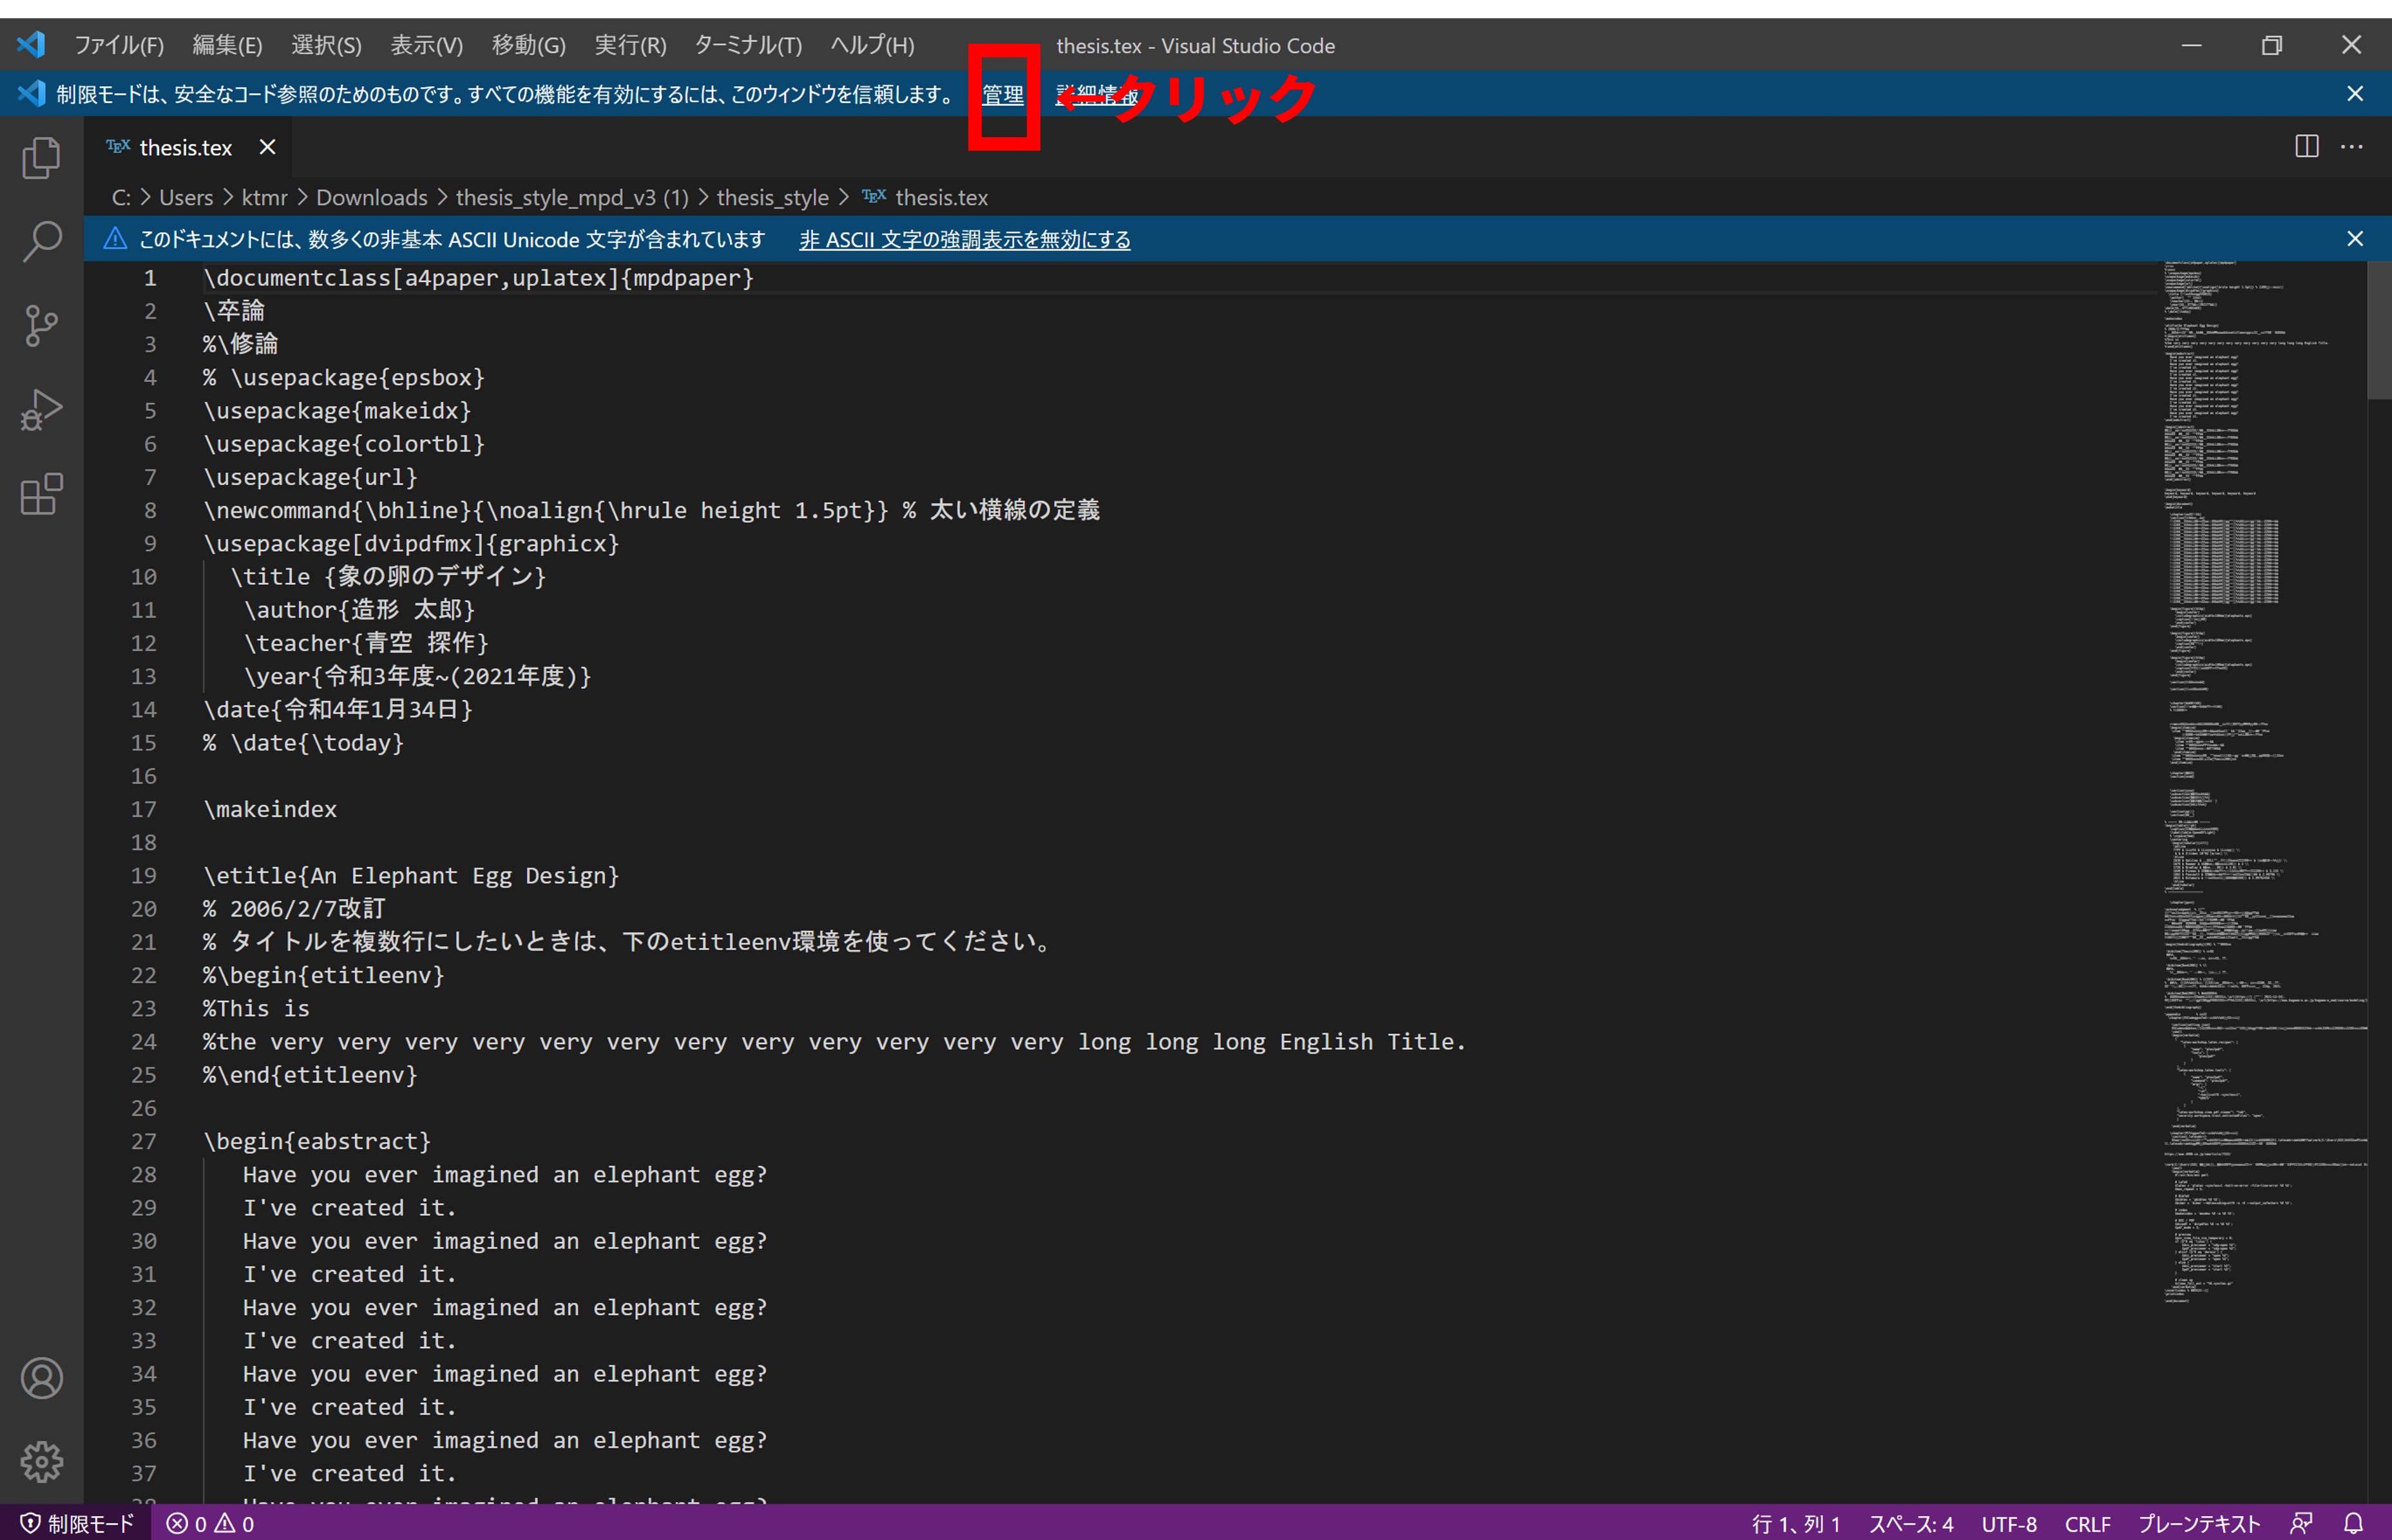 ファイル(F) 編集(E) 選択(S) 表示(V) 移動(G) 実行(R) ターミナル(T) ヘルプ(H) thesis.tex - Visual Studio Code
制限モードは、安全なコード参照のためのものです。すべての機能を有効にするには、このウィンドウを信頼します。 管理 詳細情報
←クリック
TEX thesis.tex
C: > Users > ktmr > Downloads > thesis_style_mpd_v3 (1) > thesis_style > TEX thesis.tex
このドキュメントには、数多くの非基本 ASCII Unicode 文字が含まれています 非 ASCII 文字の強調表示を無効にする
1 \documentclass[a4paper,uplatex]{mpdpaper}
2 \卒論
3 %\修論
4 % \usepackage{epsbox}
5 \usepackage{makeidx}
6 \usepackage{colortbl}
7 \usepackage{url}
8 \newcommand{\bhline}{\noalign{\hrule height 1.5pt}} % 太い横線の定義
9 \usepackage[dvipdfmx]{graphicx}
10 \title {象の卵のデザイン}
11 \author{造形 太郎}
12 \teacher{青空 探作}
13 \year{令和3年度~(2021年度)}
14 \date{令和4年1月34日}
15 % \date{\today}
16
17 \makeindex
18
19 \etitle{An Elephant Egg Design}
20 % 2006/2/7改訂
21 % タイトルを複数行にしたいときは、下のetitleenv環境を使ってください。
22 %\begin{etitleenv}
23 %This is
24 %the very very very very very very very very very very very very long long long English Title.
25 %\end{etitleenv}
26
27 \begin{eabstract}
28 Have you ever imagined an elephant egg?
29 I've created it.
30 Have you ever imagined an elephant egg?
31 I've created it.
32 Have you ever imagined an elephant egg?
33 I've created it.
34 Have you ever imagined an elephant egg?
35 I've created it.
36 Have you ever imagined an elephant egg?
37 I've created it.
38 Have you ever imagined an elephant egg?
制限モード 0 0 行 1、列 1 スペース: 4 UTF-8 CRLF プレーンテキスト